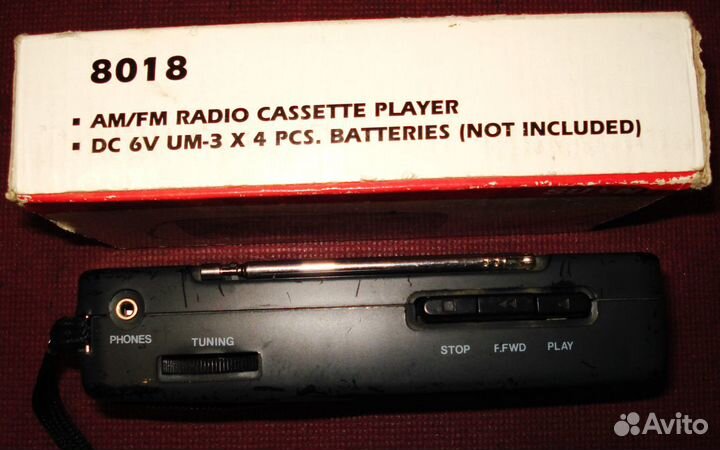 8018
▪ AM/FM RADIO CASSETTE PLAYER
▪ DC 6V UM-3 X 4 PCS. BATTERIES (NOT INCLUDED)
PHONES
TUNING
STOP F.FWD PLAY
Avito